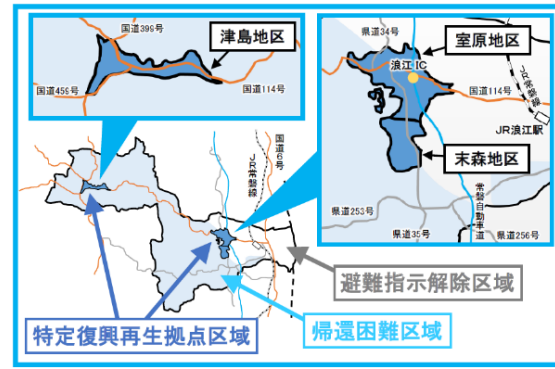 国道399号
津島地区
国道459号
国道114号
県道34号
室原地区
浪江IC
JR常磐線
国道114号
JR浪江駅
末森地区
県道253号
県道35号
常磐自動車道
県道256号
国道6号
JR常磐線
避難指示解除区域
特定復興再生拠点区域
帰還困難区域